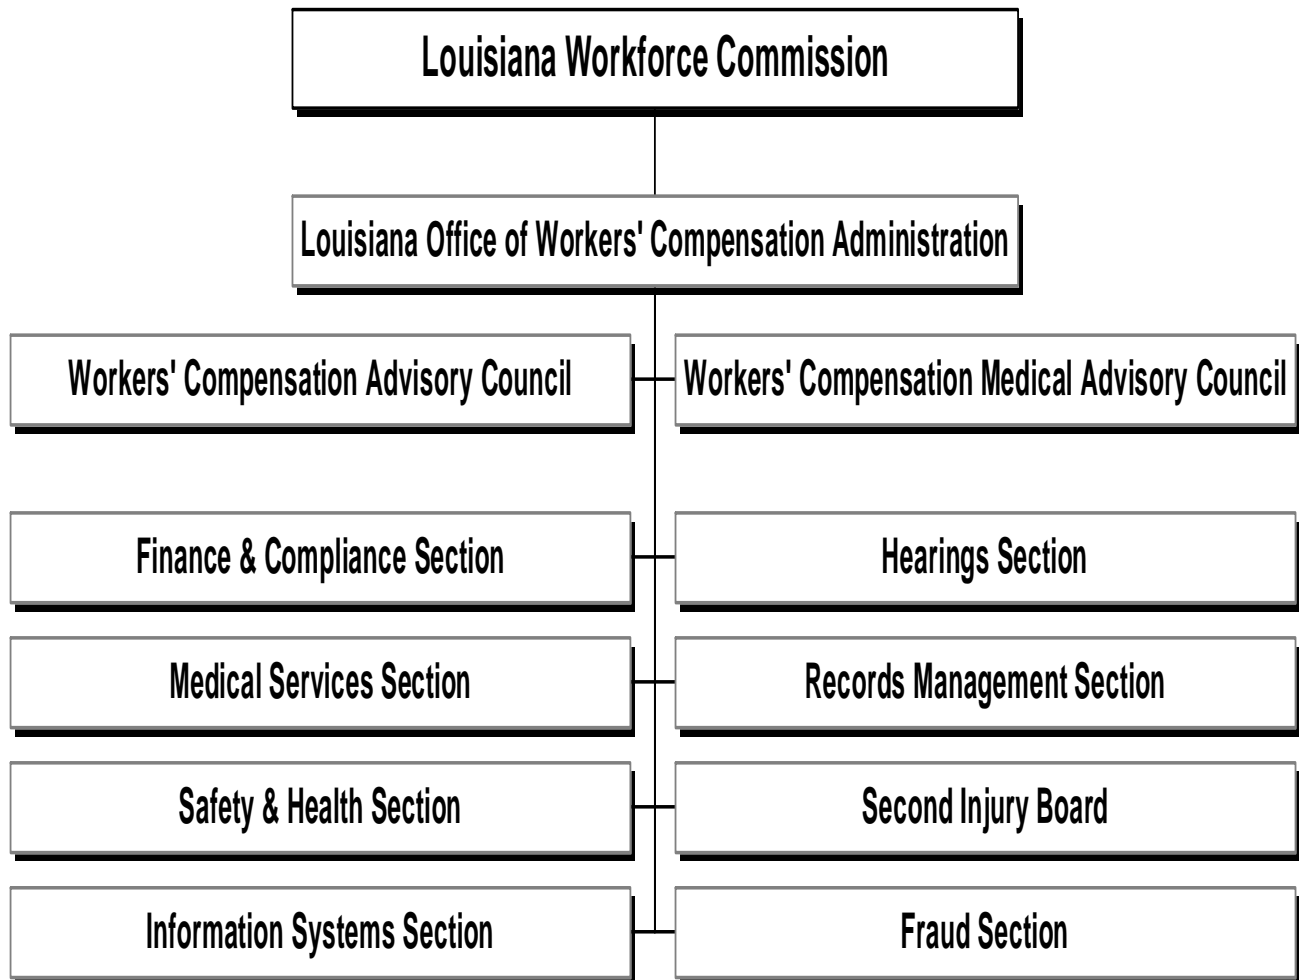 Louisiana Workforce Commission
Louisiana Office of Workers' Compensation Administration
Workers' Compensation Advisory Council
Workers' Compensation Medical Advisory Council
Finance & Compliance Section
Hearings Section
Medical Services Section
Records Management Section
Safety & Health Section
Second Injury Board
Information Systems Section
Fraud Section